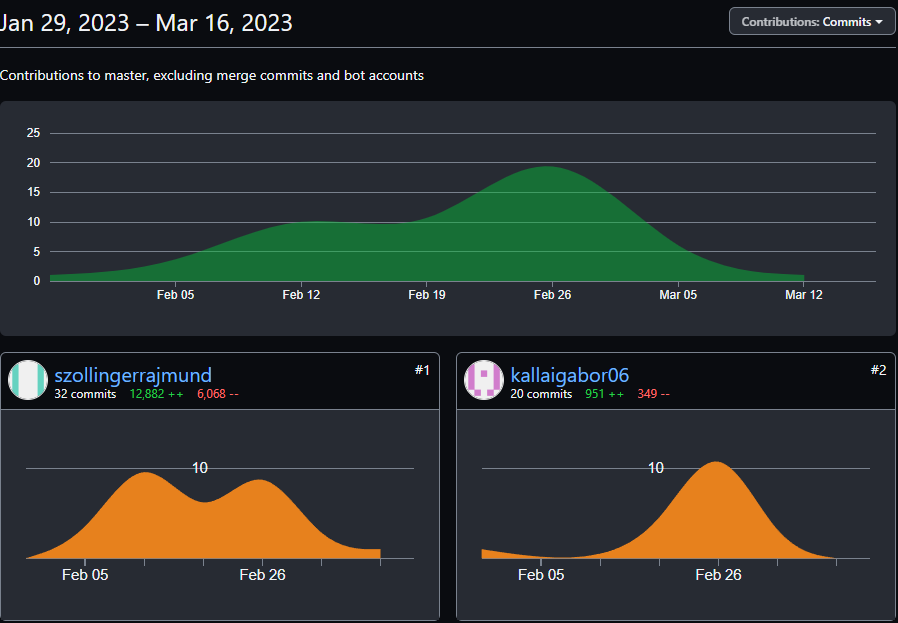 Jan 29, 2023 – Mar 16, 2023
Contributions: Commits
Contributions to master, excluding merge commits and bot accounts
25
20
15
10
5
0
Feb 05 Feb 12 Feb 19 Feb 26 Mar 05 Mar 12
szollingerrajmund #1
32 commits 12,882 ++ 6,068 --
10
Feb 05 Feb 26
kallaigabor06 #2
20 commits 951 ++ 349 --
10
Feb 05 Feb 26